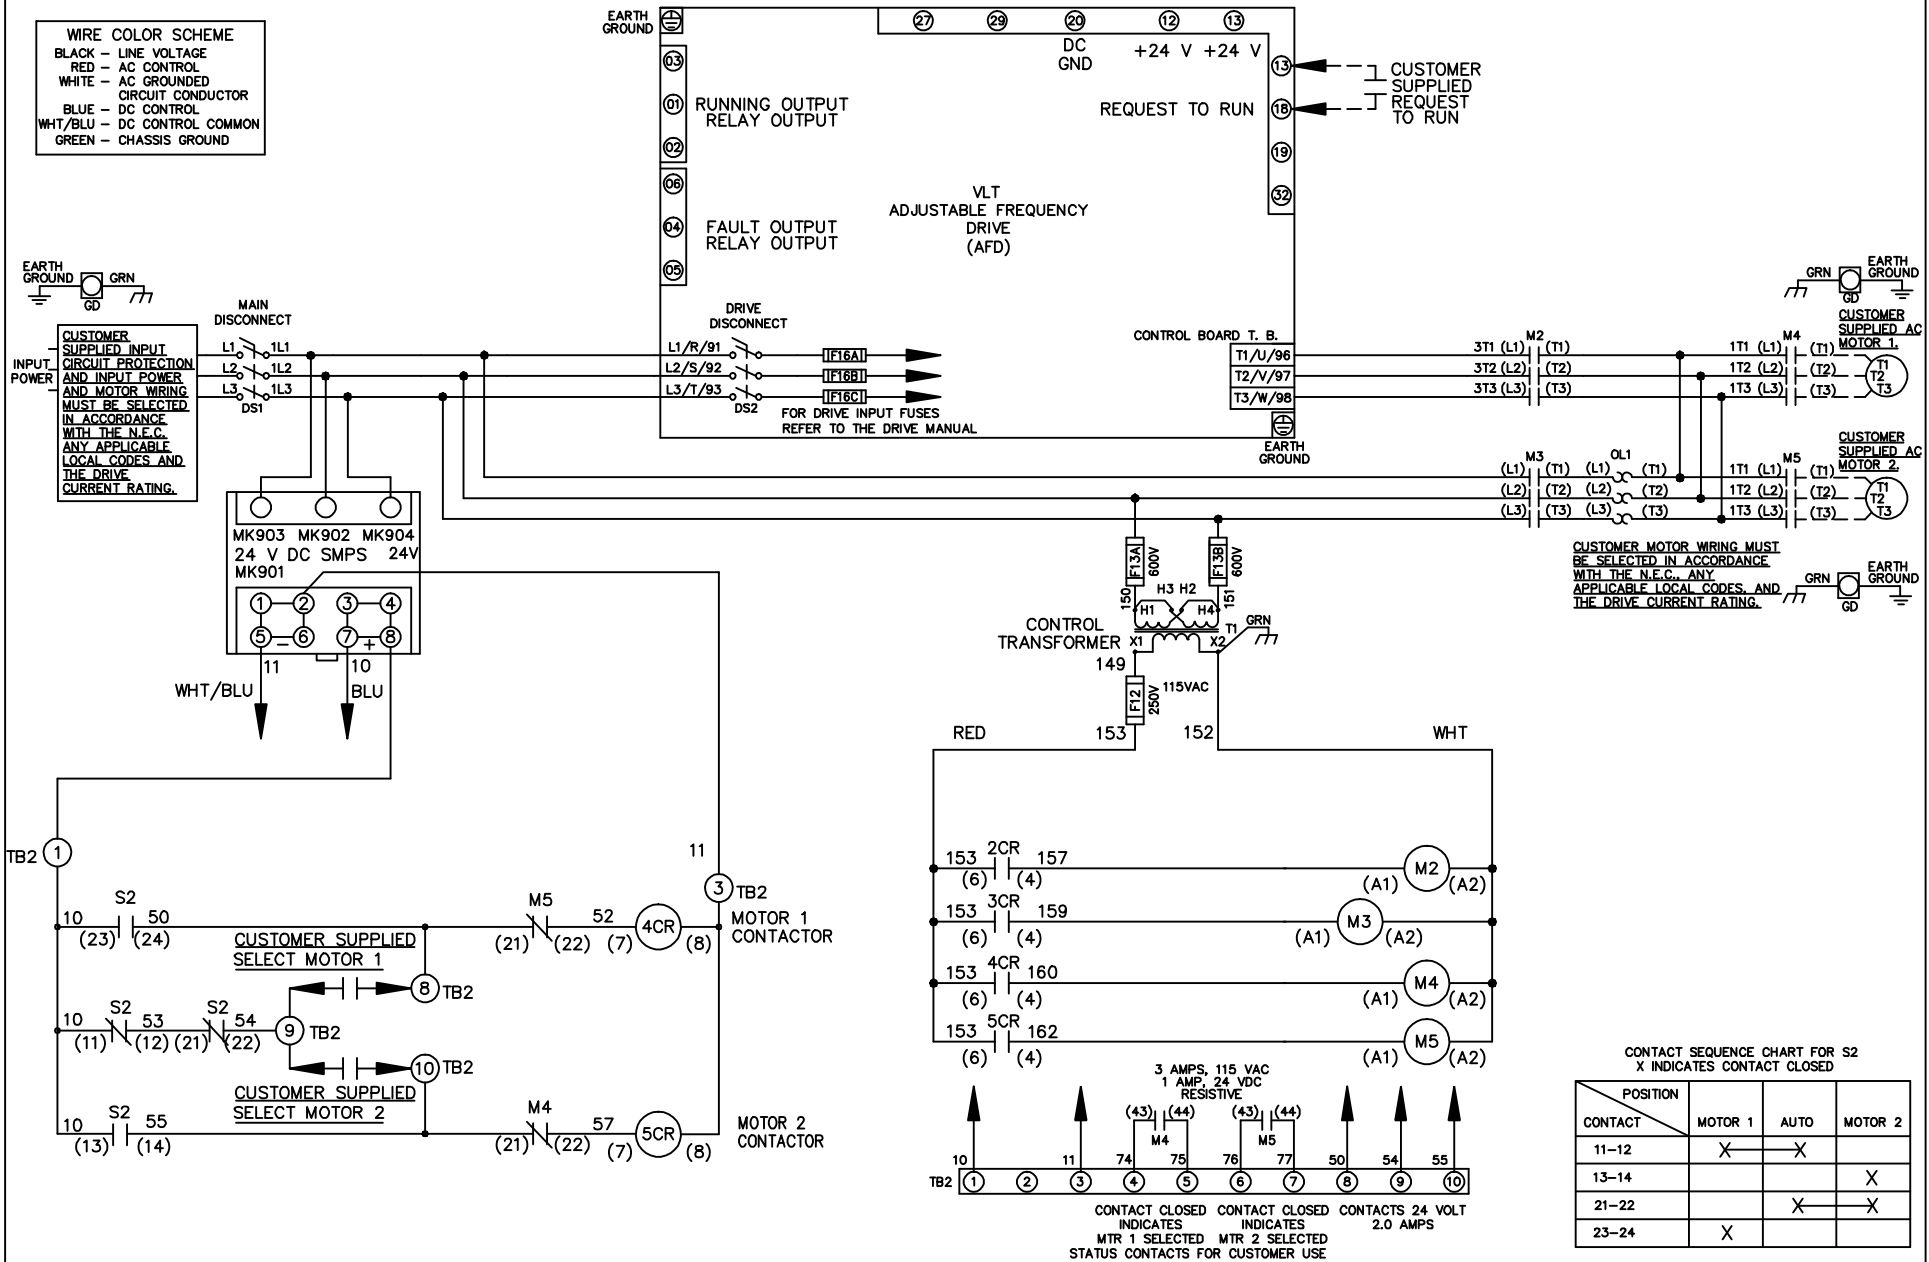 WIRE COLOR SCHEME
BLACK – LINE VOLTAGE
RED – AC CONTROL
WHITE – AC GROUNDED
CIRCUIT CONDUCTOR
BLUE – DC CONTROL
WHT/BLU – DC CONTROL COMMON
GREEN – CHASSIS GROUND
EARTH
GROUND
27 29 20 12 13
DC
GND
+24 V +24 V
03
01
02
RUNNING OUTPUT
RELAY OUTPUT
06
04
05
FAULT OUTPUT
RELAY OUTPUT
VLT
ADJUSTABLE FREQUENCY
DRIVE
(AFD)
REQUEST TO RUN
13
18
19
32
CUSTOMER
SUPPLIED
REQUEST
TO RUN
EARTH
GROUND
GRN
GD
INPUT
POWER
CUSTOMER
SUPPLIED INPUT
CIRCUIT PROTECTION
AND INPUT POWER
AND MOTOR WIRING
MUST BE SELECTED
IN ACCORDANCE
WITH THE N.E.C.
ANY APPLICABLE
LOCAL CODES AND
THE DRIVE
CURRENT RATING.
MAIN
DISCONNECT
L1 1L1
L2 1L2
L3 1L3
DS1
DRIVE
DISCONNECT
L1/R/91
L2/S/92
L3/T/93
DS2
F16A
F16B
F16C
FOR DRIVE INPUT FUSES
REFER TO THE DRIVE MANUAL
CONTROL BOARD T. B.
T1/U/96
T2/V/97
T3/W/98
EARTH
GROUND
M2
3T1 (L1) (T1)
3T2 (L2) (T2)
3T3 (L3) (T3)
M4
1T1 (L1) (T1)
1T2 (L2) (T2)
1T3 (L3) (T3)
GRN
GD
EARTH
GROUND
CUSTOMER
SUPPLIED AC
MOTOR 1.
T1
T2
T3
M3 OL1
(L1) (T1) (L1) (T1)
(L2) (T2) (L2) (T2)
(L3) (T3) (L3) (T3)
M5
1T1 (L1) (T1)
1T2 (L2) (T2)
1T3 (L3) (T3)
CUSTOMER
SUPPLIED AC
MOTOR 2.
T1
T2
T3
CUSTOMER MOTOR WIRING MUST
BE SELECTED IN ACCORDANCE
WITH THE N.E.C., ANY
APPLICABLE LOCAL CODES, AND
THE DRIVE CURRENT RATING.
GRN
GD
EARTH
GROUND
MK903 MK902 MK904
24 V DC SMPS 24V
MK901
1 2 3 4
5 – 6 7 + 8
11
10
WHT/BLU
BLU
F13A
600V
F13B
600V
150
151
H3 H2
H1 H4
CONTROL
TRANSFORMER
X1 X2
T1
GRN
149
F12
250V
115VAC
153
152
RED
WHT
TB2 1
11
3 TB2
S2
10 50
(23) (24)
M5
(21) (22)
52
(7) 4CR (8)
MOTOR 1
CONTACTOR
CUSTOMER SUPPLIED
SELECT MOTOR 1
8 TB2
S2 S2
10 53 54
(11) (12) (21) (22)
9 TB2
10 TB2
CUSTOMER SUPPLIED
SELECT MOTOR 2
S2
10 55
(13) (14)
M4
(21) (22)
57
(7) 5CR (8)
MOTOR 2
CONTACTOR
153 2CR 157
(6) (4)
(A1) M2 (A2)
153 3CR 159
(6) (4)
(A1) M3 (A2)
153 4CR 160
(6) (4)
(A1) M4 (A2)
153 5CR 162
(6) (4)
(A1) M5 (A2)
3 AMPS, 115 VAC
1 AMP, 24 VDC
RESISTIVE
(43) (44) (43) (44)
M4 M5
10 11 74 75 76 77 50 54 55
TB2 1 2 3 4 5 6 7 8 9 10
CONTACT CLOSED
INDICATES
MTR 1 SELECTED
CONTACT CLOSED
INDICATES
MTR 2 SELECTED
CONTACTS 24 VOLT
2.0 AMPS
STATUS CONTACTS FOR CUSTOMER USE
CONTACT SEQUENCE CHART FOR S2
X INDICATES CONTACT CLOSED
POSITION
CONTACT MOTOR 1 AUTO MOTOR 2
11–12 X X
13–14 X
21–22 X X
23–24 X